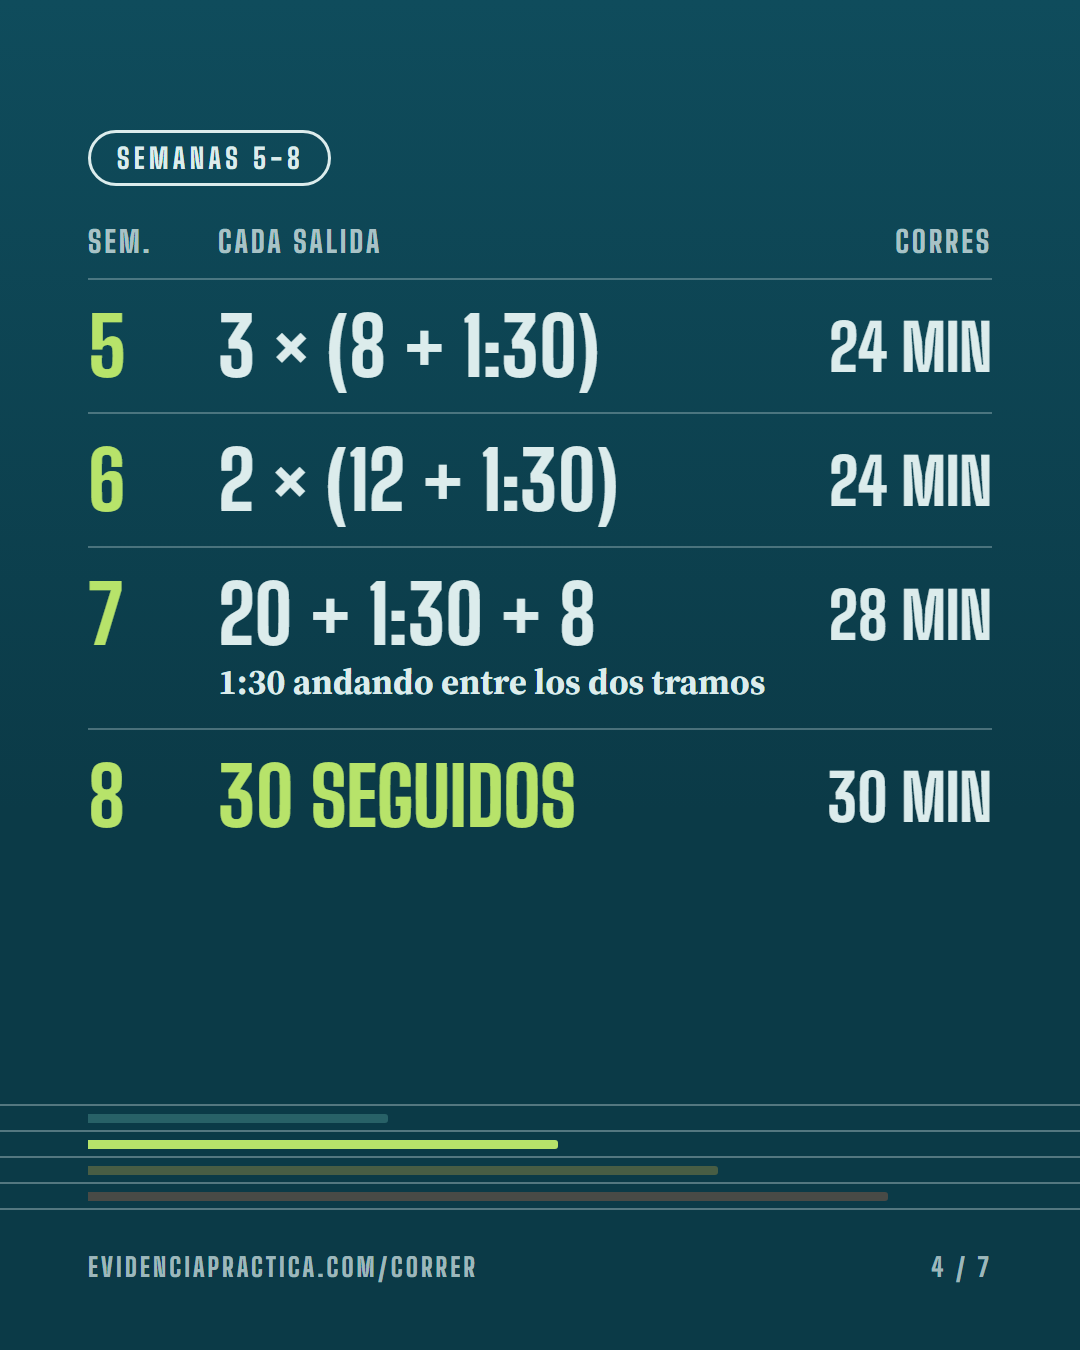 SEMANAS 5–8
SEM. CADA SALIDA CORRES
5 3 × (8 + 1:30) 24 MIN
6 2 × (12 + 1:30) 24 MIN
7 20 + 1:30 + 8 28 MIN
1:30 andando entre los dos tramos
8 30 SEGUIDOS 30 MIN
EVIDENCIAPRACTICA.COM/CORRER 4 / 7